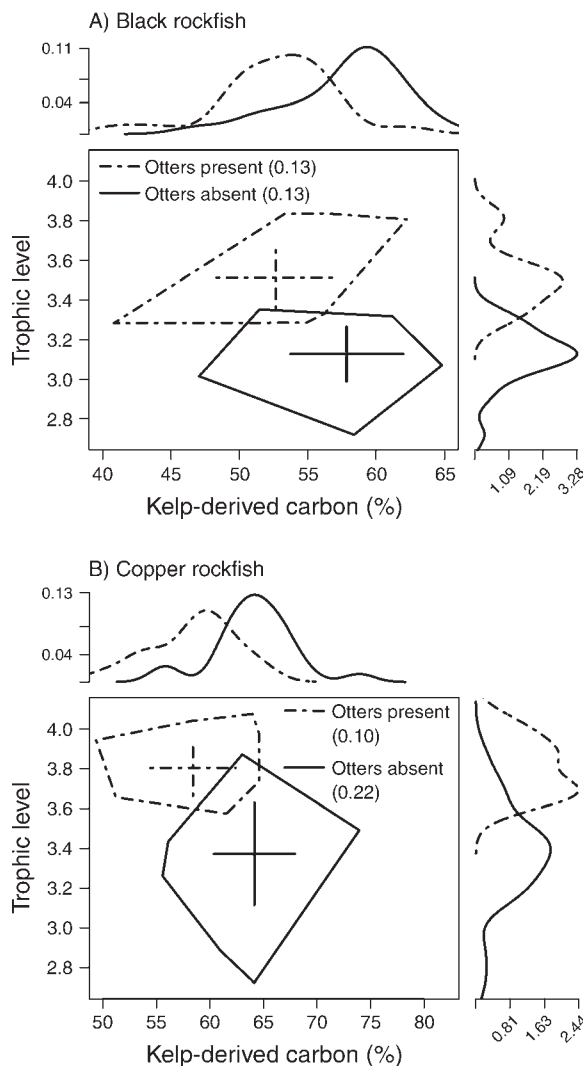 A) Black rockfish
0.11
0.04
Otters present (0.13)
Otters absent (0.13)
4.0
3.8
3.6
3.4
3.2
3.0
2.8
Trophic level
40 45 50 55 60 65
1.09 2.19 3.28
Kelp-derived carbon (%)
B) Copper rockfish
0.13
0.04
Otters present
(0.10)
Otters absent
(0.22)
4.0
3.8
3.6
3.4
3.2
3.0
2.8
Trophic level
50 55 60 65 70 75 80
0.81 1.63 2.44
Kelp-derived carbon (%)